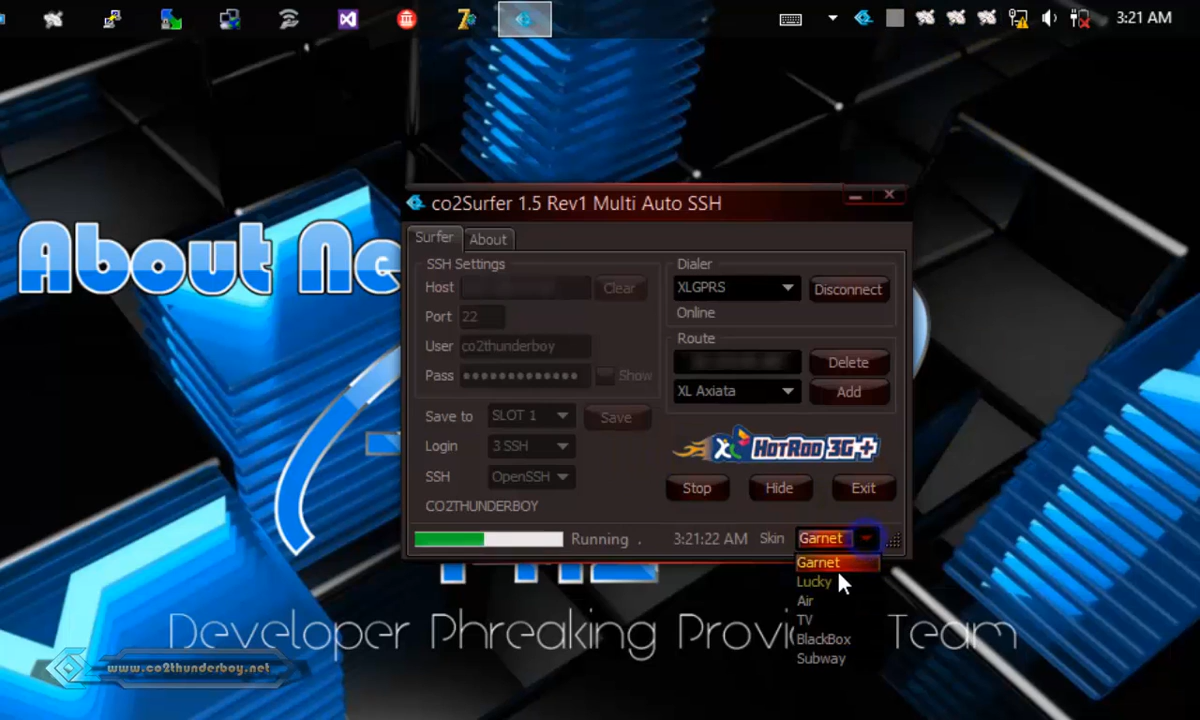 3:21 AM
About Ne
co2Surfer 1.5 Rev1 Multi Auto SSH
Surfer
About
SSH Settings
Host
Clear
Port
22
User
co2thunderboy
Pass
Show
Save to
SLOT 1
Save
Login
3 SSH
SSH
OpenSSH
CO2THUNDERBOY
Dialer
XLGPRS
Disconnect
Online
Route
Delete
XL Axiata
Add
XL HOTROD 3G+
Stop
Hide
Exit
Running .
3:21:22 AM
Skin
Garnet
Garnet
Lucky
Air
TV
BlackBox
Subway
Developer Phreaking Provi Team
www.co2thunderboy.net